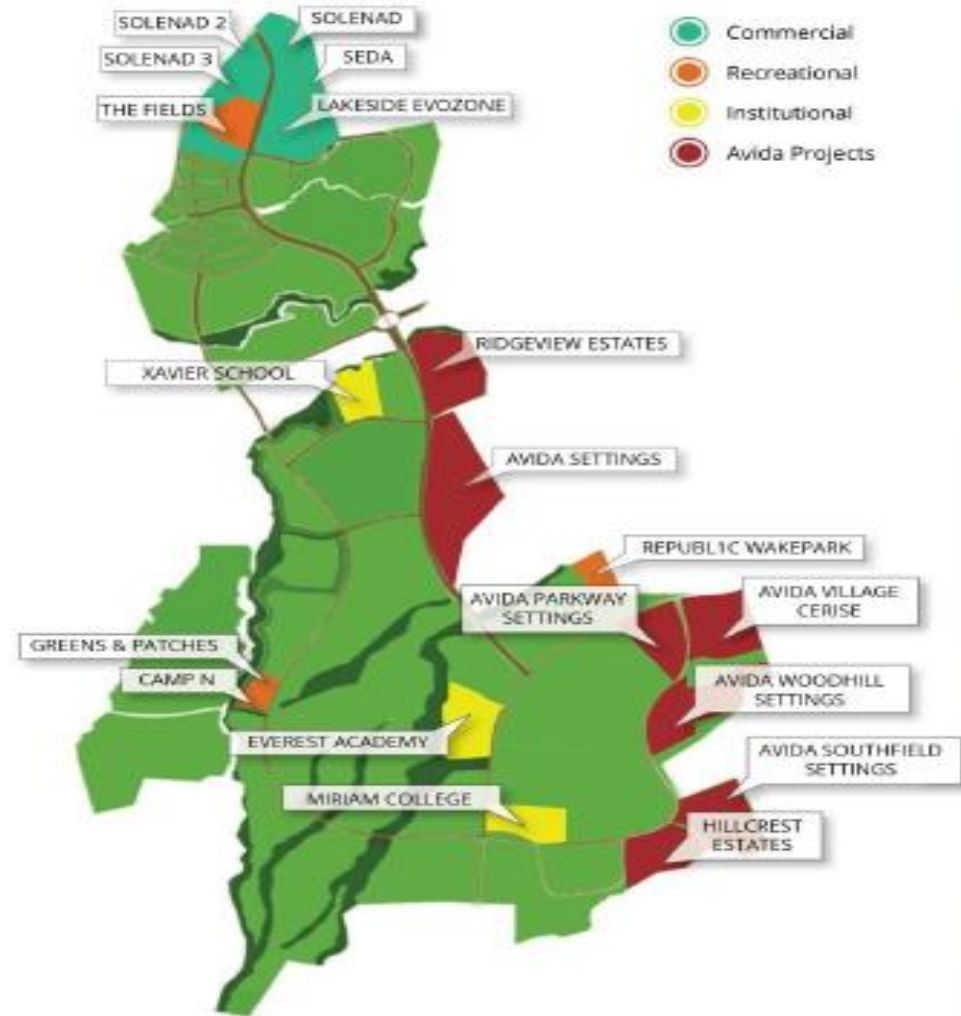 SOLENAD 2
SOLENAD
SOLENAD 3
SEDA
THE FIELDS
LAKESIDE EVOZONE
Commercial
Recreational
Institutional
Avida Projects
RIDGEVIEW ESTATES
XAVIER SCHOOL
AVIDA SETTINGS
REPUBL1C WAKEPARK
AVIDA PARKWAY
SETTINGS
AVIDA VILLAGE
CERISE
GREENS & PATCHES
CAMP N
AVIDA WOODHILL
SETTINGS
EVEREST ACADEMY
AVIDA SOUTHFIELD
SETTINGS
MIRIAM COLLEGE
HILLCREST
ESTATES